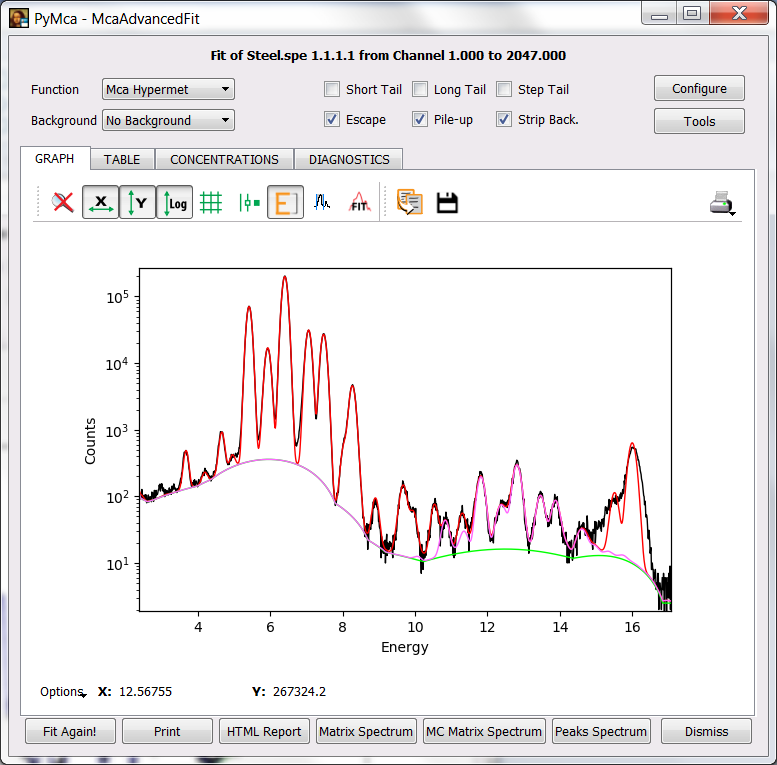 PyMca - McaAdvancedFit
Fit of Steel.spe 1.1.1.1 from Channel 1.000 to 2047.000
Function Mca Hypermet Short Tail Long Tail Step Tail Configure
Background No Background Escape Pile-up Strip Back. Tools
GRAPH TABLE CONCENTRATIONS DIAGNOSTICS
X Y Log E FIT
10^5
10^4
10^3
10^2
10^1
Counts
4 6 8 10 12 14 16
Energy
Options X: 12.56755 Y: 267324.2
Fit Again! Print HTML Report Matrix Spectrum MC Matrix Spectrum Peaks Spectrum Dismiss